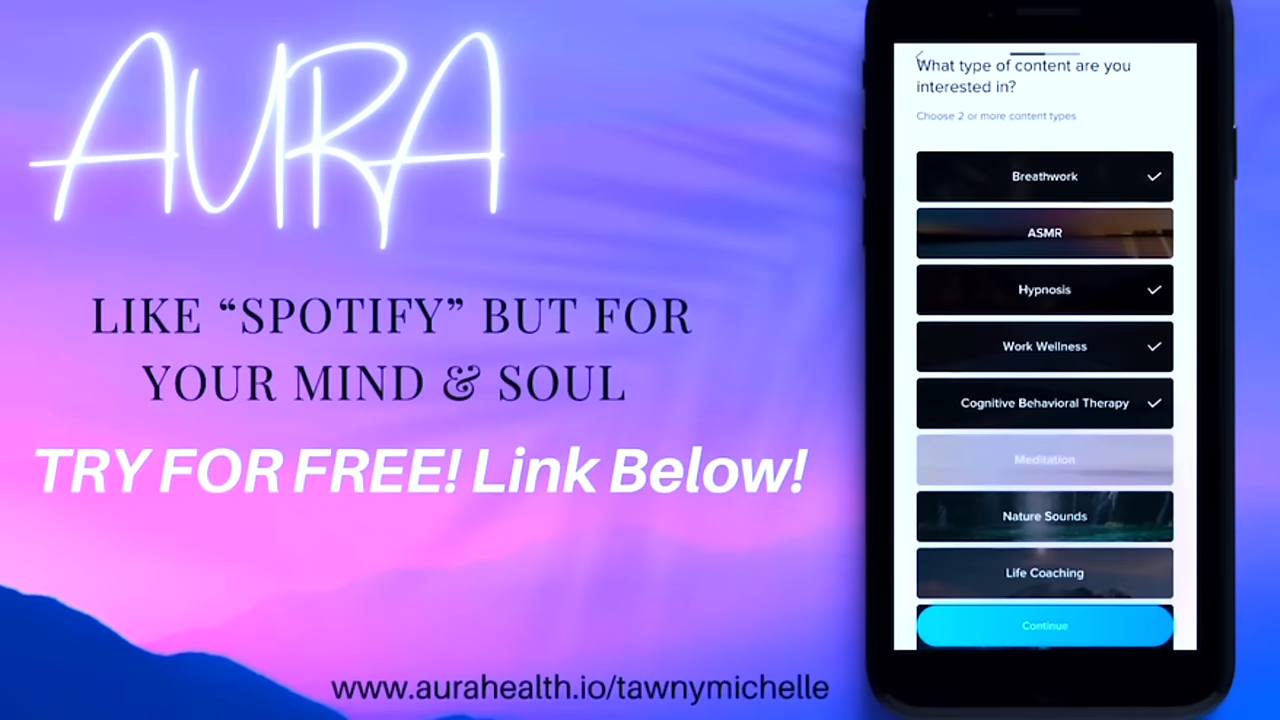 AURA
LIKE “SPOTIFY” BUT FOR
YOUR MIND & SOUL
TRY FOR FREE! Link Below!
www.aurahealth.io/tawnymichelle
What type of content are you
interested in?
Choose 2 or more content types
Breathwork
ASMR
Hypnosis
Work Wellness
Cognitive Behavioral Therapy
Meditation
Nature Sounds
Life Coaching
Continue